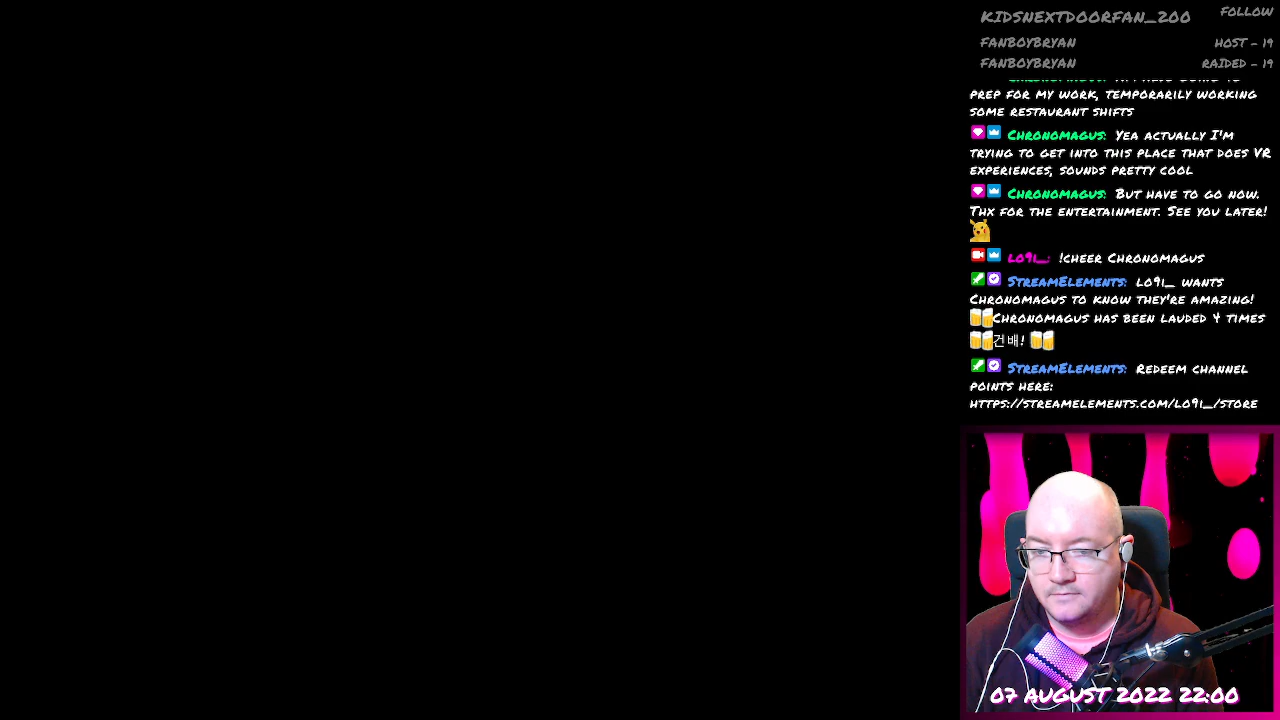 KIDSNEXTDOORFAN_200 FOLLOW
FANBOYBRYAN HOST - 19
FANBOYBRYAN RAIDED - 19
PREP FOR MY WORK, TEMPORARILY WORKING
SOME RESTAURANT SHIFTS
CHRONOMAGUS: YEA ACTUALLY I'M
TRYING TO GET INTO THIS PLACE THAT DOES VR
EXPERIENCES, SOUNDS PRETTY COOL
CHRONOMAGUS: BUT HAVE TO GO NOW.
THX FOR THE ENTERTAINMENT. SEE YOU LATER!
LO9I_: !CHEER CHRONOMAGUS
STREAMELEMENTS: LO9I_ WANTS
CHRONOMAGUS TO KNOW THEY'RE AMAZING!
CHRONOMAGUS HAS BEEN LAUDED 4 TIMES
건배!
STREAMELEMENTS: REDEEM CHANNEL
POINTS HERE:
HTTPS://STREAMELEMENTS.COM/LO9I_/STORE
07 AUGUST 2022 22:00